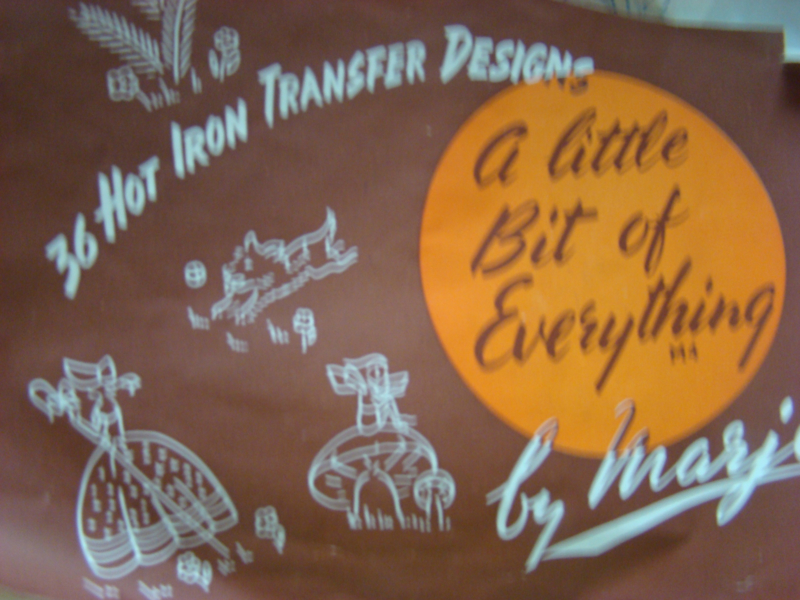 36 HOT IRON TRANSFER DESIGNS
A little
Bit of
Everything
by Marj